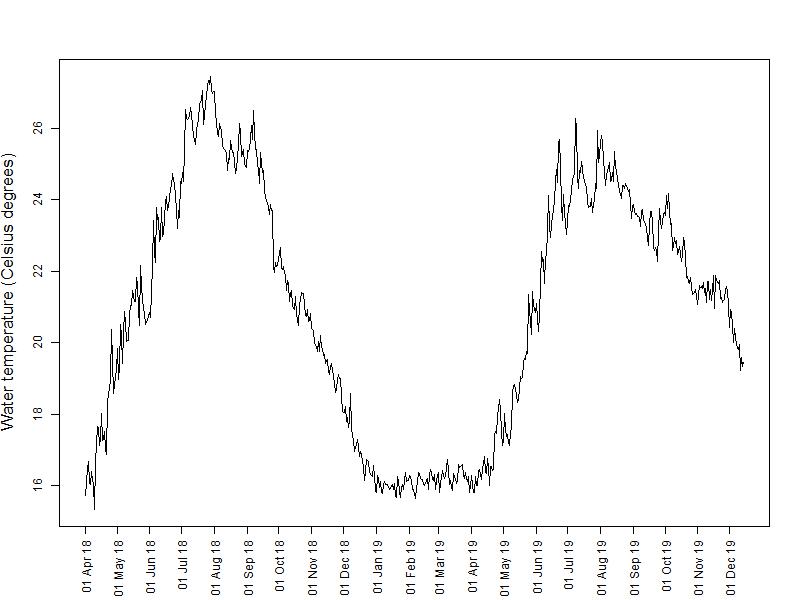 Water temperature (Celsius degrees)
26
24
22
20
18
16
01 Apr 18
01 May 18
01 Jun 18
01 Jul 18
01 Aug 18
01 Sep 18
01 Oct 18
01 Nov 18
01 Dec 18
01 Jan 19
01 Feb 19
01 Mar 19
01 Apr 19
01 May 19
01 Jun 19
01 Jul 19
01 Aug 19
01 Sep 19
01 Oct 19
01 Nov 19
01 Dec 19